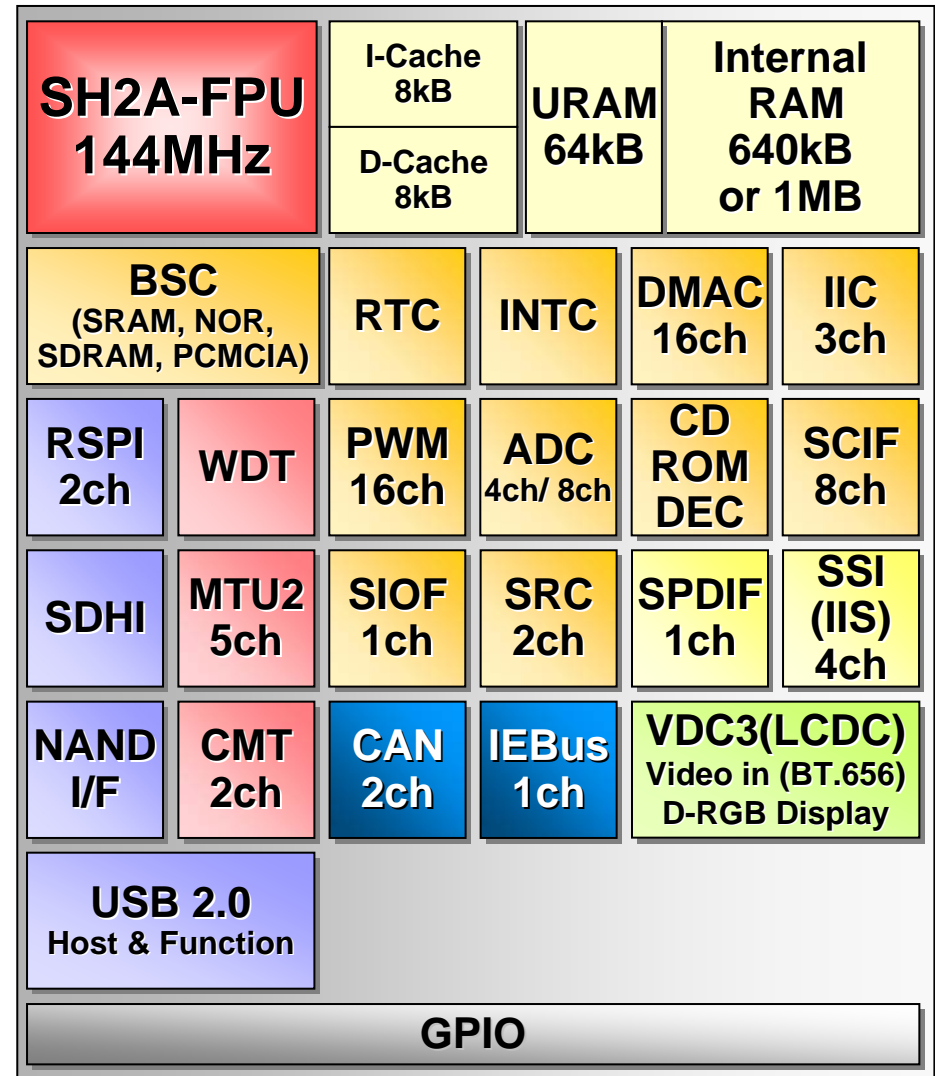 SH2A-FPU
144MHz
I-Cache
8kB
D-Cache
8kB
URAM
64kB
Internal
RAM
640kB
or 1MB
BSC
(SRAM, NOR,
SDRAM, PCMCIA)
RTC
INTC
DMAC
16ch
IIC
3ch
RSPI
2ch
WDT
PWM
16ch
ADC
4ch/ 8ch
CD
ROM
DEC
SCIF
8ch
SDHI
MTU2
5ch
SIOF
1ch
SRC
2ch
SPDIF
1ch
SSI
(IIS)
4ch
NAND
I/F
CMT
2ch
CAN
2ch
IEBus
1ch
VDC3(LCDC)
Video in (BT.656)
D-RGB Display
USB 2.0
Host & Function
GPIO